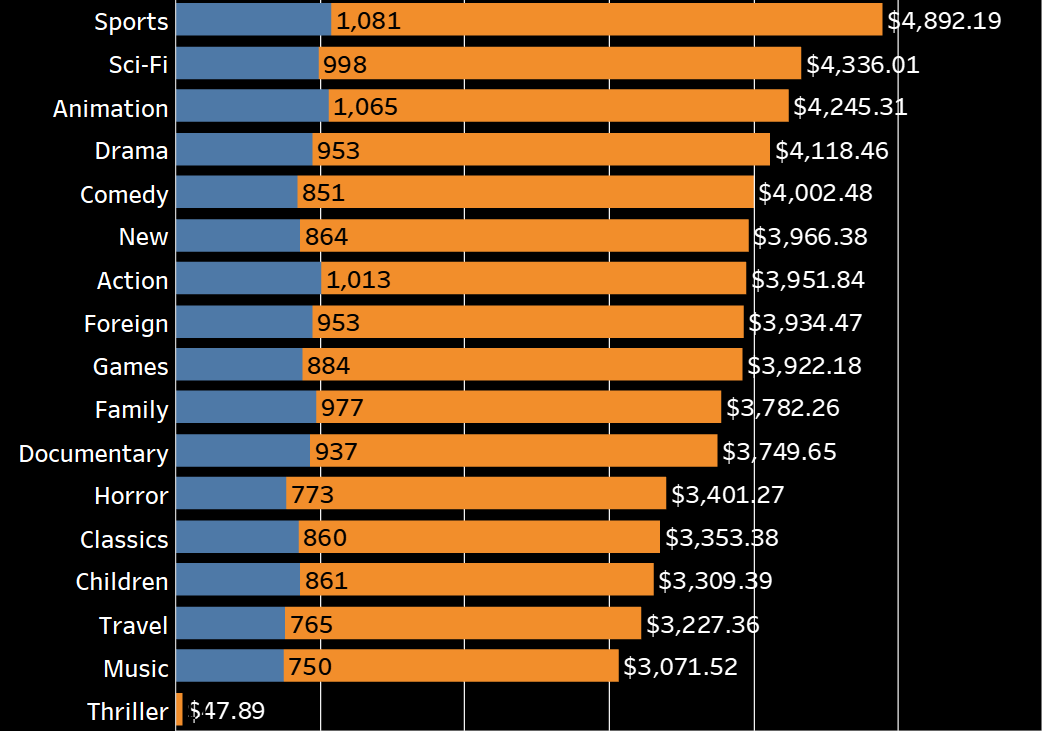 Sports 1,081 $4,892.19
Sci-Fi 998 $4,336.01
Animation 1,065 $4,245.31
Drama 953 $4,118.46
Comedy 851 $4,002.48
New 864 $3,966.38
Action 1,013 $3,951.84
Foreign 953 $3,934.47
Games 884 $3,922.18
Family 977 $3,782.26
Documentary 937 $3,749.65
Horror 773 $3,401.27
Classics 860 $3,353.38
Children 861 $3,309.39
Travel 765 $3,227.36
Music 750 $3,071.52
Thriller $47.89